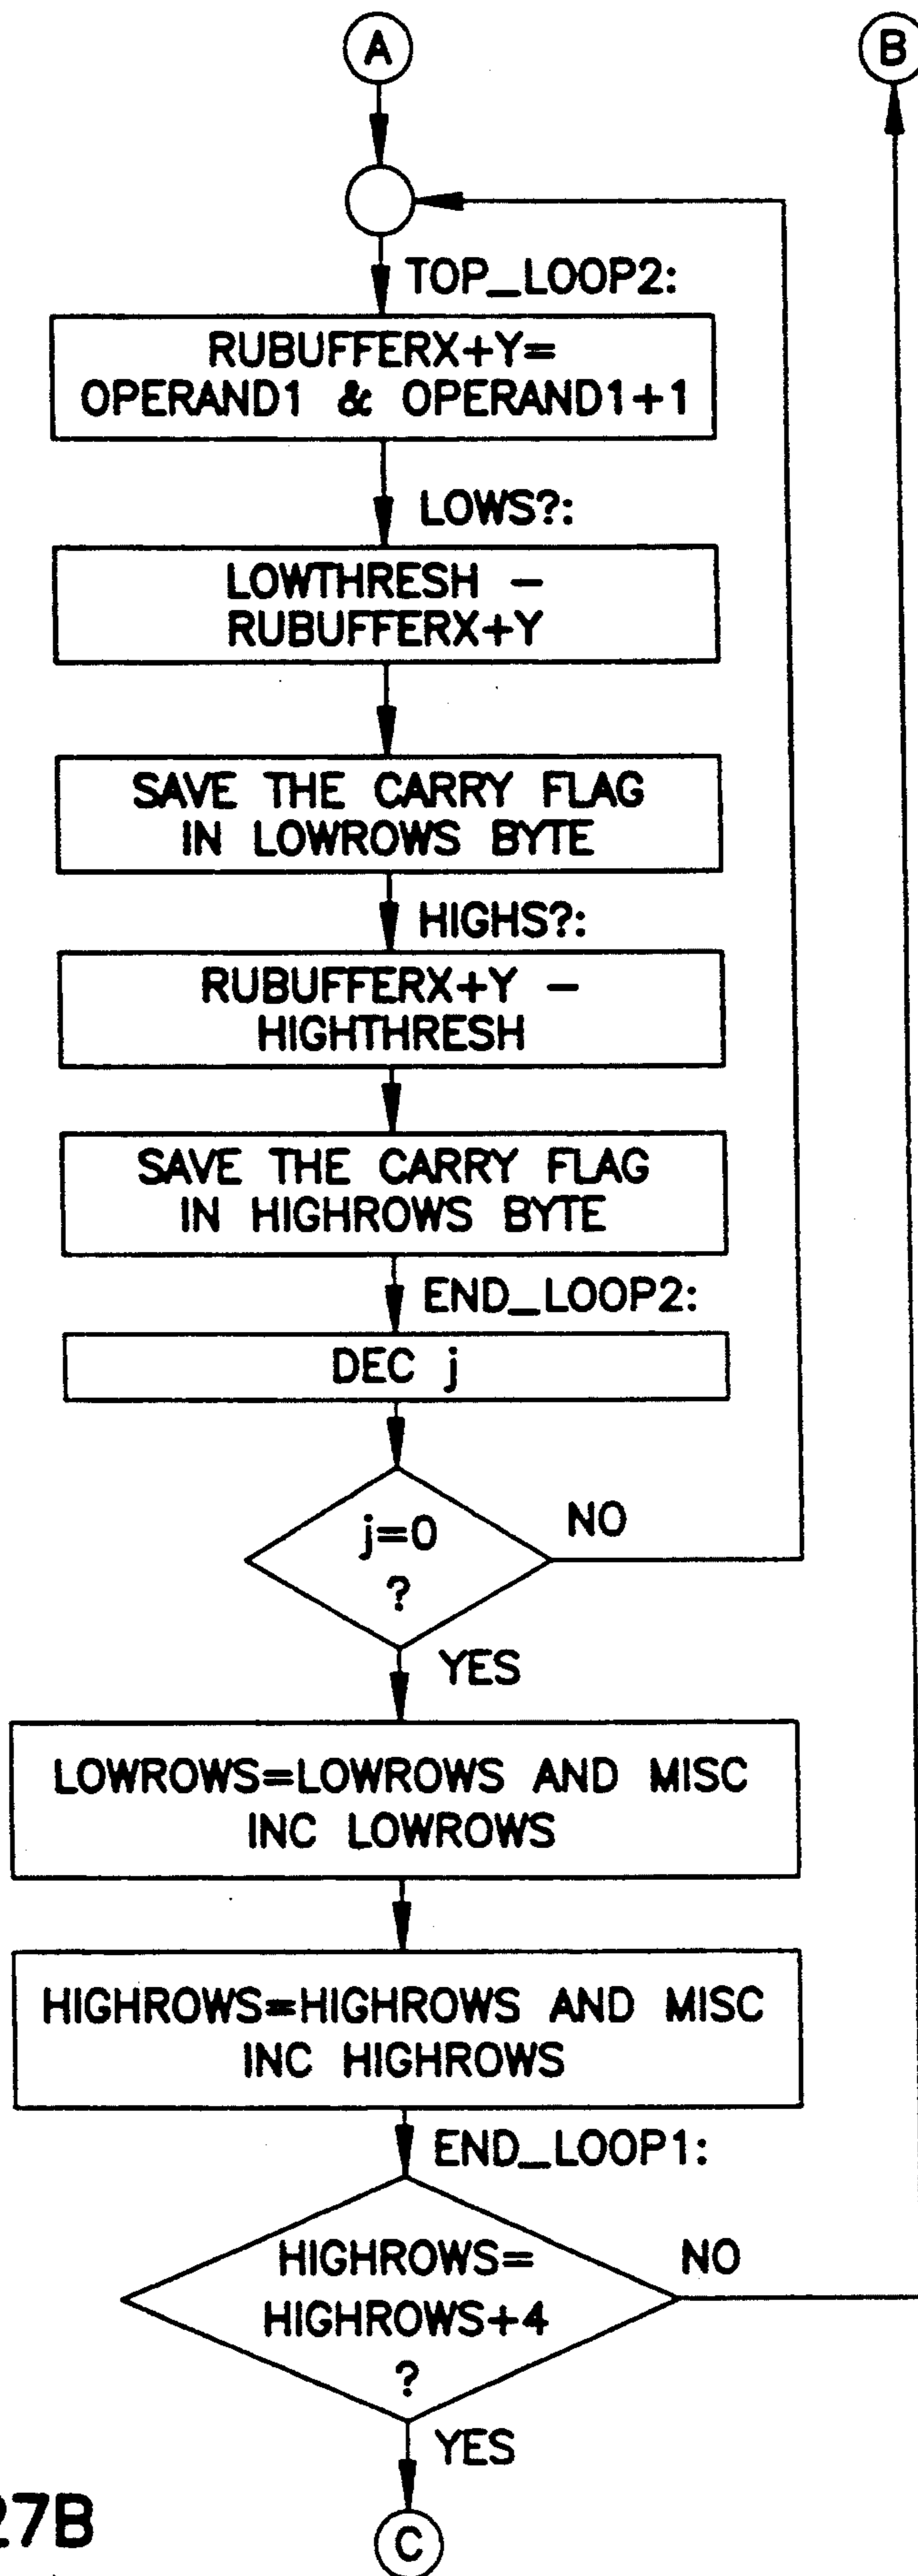 A
B
TOP_LOOP2:
RUBUFFERX+Y=
OPERAND1 & OPERAND1+1
LOWS?:
LOWTHRESH –
RUBUFFERX+Y
SAVE THE CARRY FLAG
IN LOWROWS BYTE
HIGHS?:
RUBUFFERX+Y –
HIGHTHRESH
SAVE THE CARRY FLAG
IN HIGHROWS BYTE
END_LOOP2:
DEC j
j=0
?
NO
YES
LOWROWS=LOWROWS AND MISC
INC LOWROWS
HIGHROWS=HIGHROWS AND MISC
INC HIGHROWS
END_LOOP1:
HIGHROWS=
HIGHROWS+4
?
NO
YES
C
27B